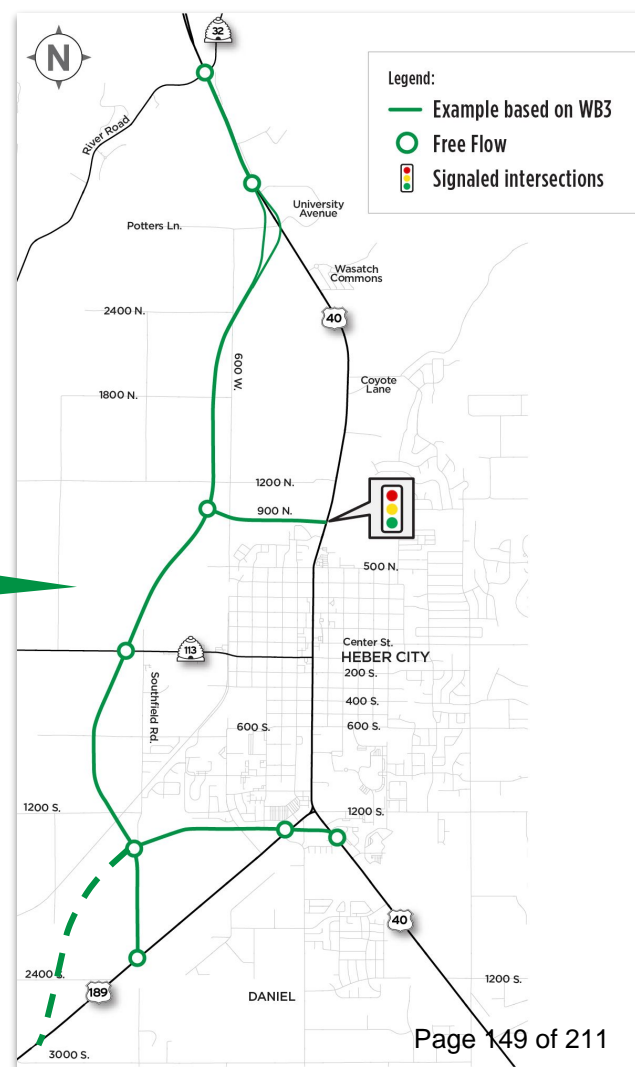 32
N
Legend:
Example based on WB3
Free Flow
Signaled intersections
River Road
University
Avenue
Potters Ln.
Wasatch
Commons
2400 N.
40
600 W.
Coyote
Lane
1800 N.
1200 N.
900 N.
500 N.
113
Center St.
HEBER CITY
200 S.
400 S.
600 S.
600 S.
Southfield Rd.
1200 S.
1200 S.
40
2400 S.
189
DANIEL
1200 S.
Page 149 of 211
3000 S.